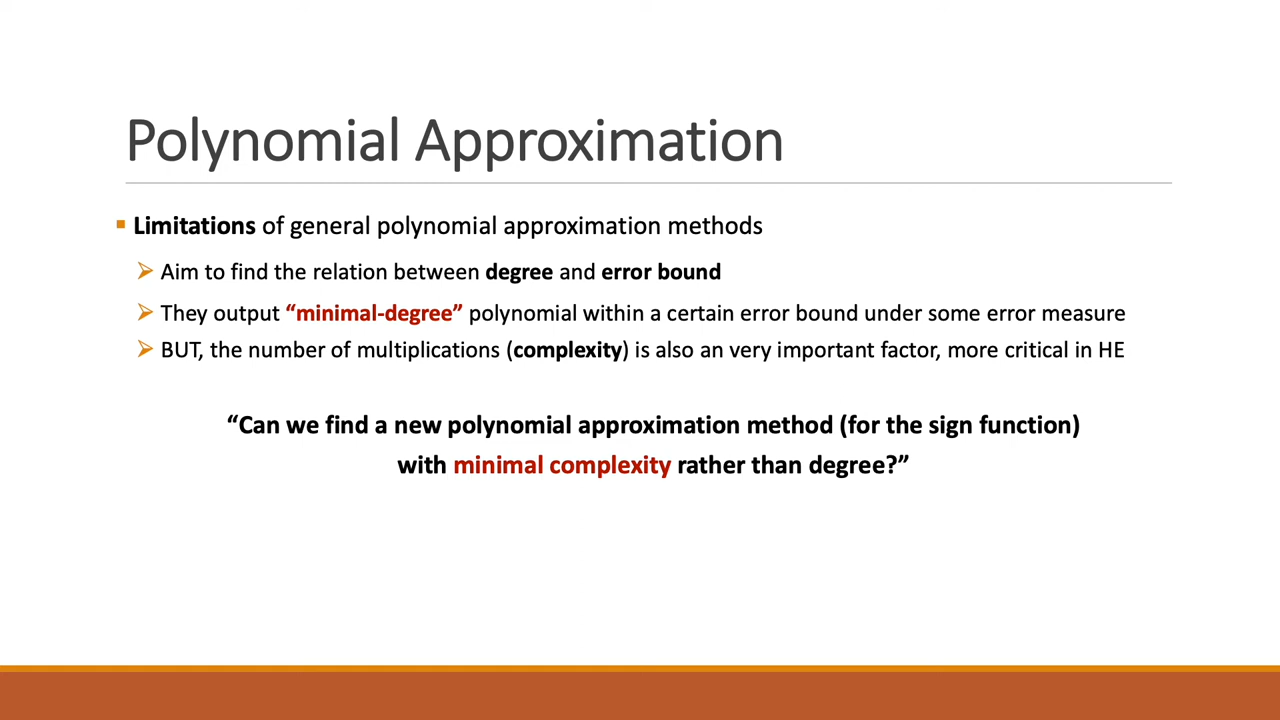 Polynomial Approximation
Limitations of general polynomial approximation methods
Aim to find the relation between degree and error bound
They output “minimal-degree” polynomial within a certain error bound under some error measure
BUT, the number of multiplications (complexity) is also an very important factor, more critical in HE
“Can we find a new polynomial approximation method (for the sign function)
with minimal complexity rather than degree?”